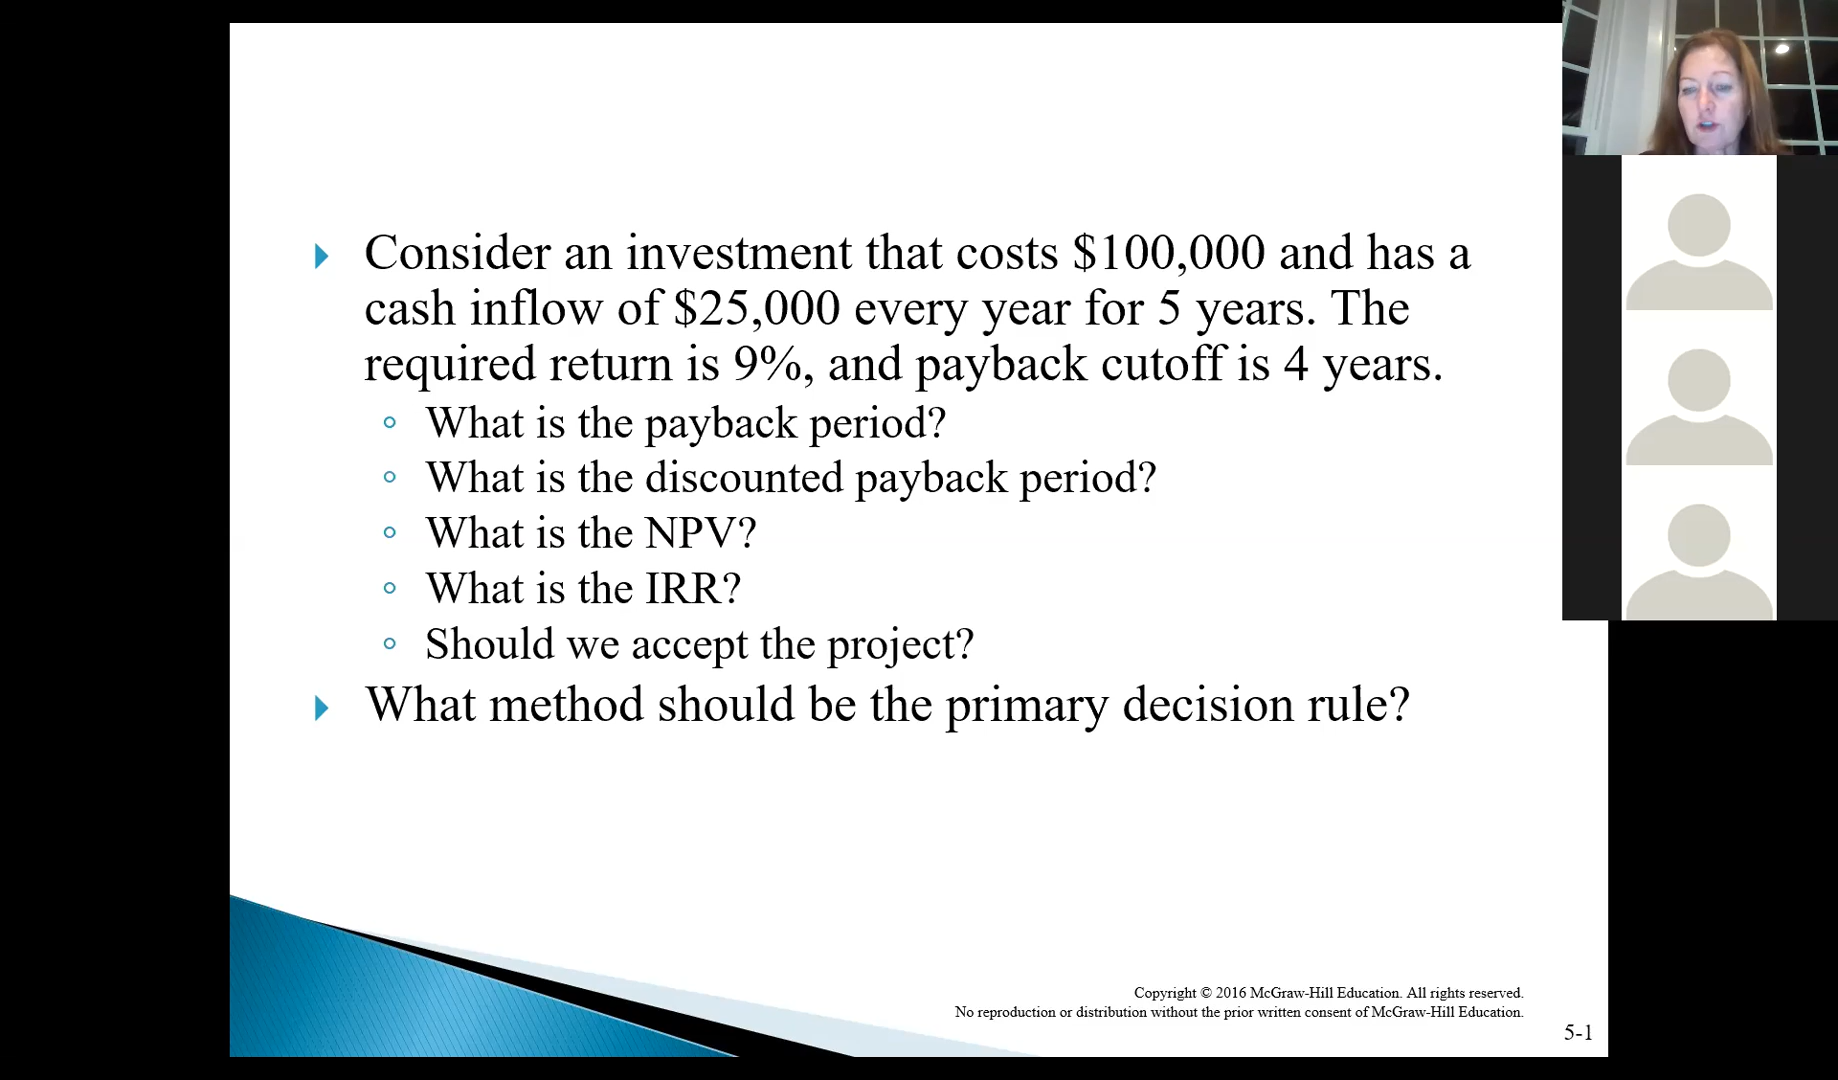 Consider an investment that costs $100,000 and has a
cash inflow of $25,000 every year for 5 years. The
required return is 9%, and payback cutoff is 4 years.
What is the payback period?
What is the discounted payback period?
What is the NPV?
What is the IRR?
Should we accept the project?
What method should be the primary decision rule?
Copyright © 2016 McGraw-Hill Education. All rights reserved.
No reproduction or distribution without the prior written consent of McGraw-Hill Education.
5-1